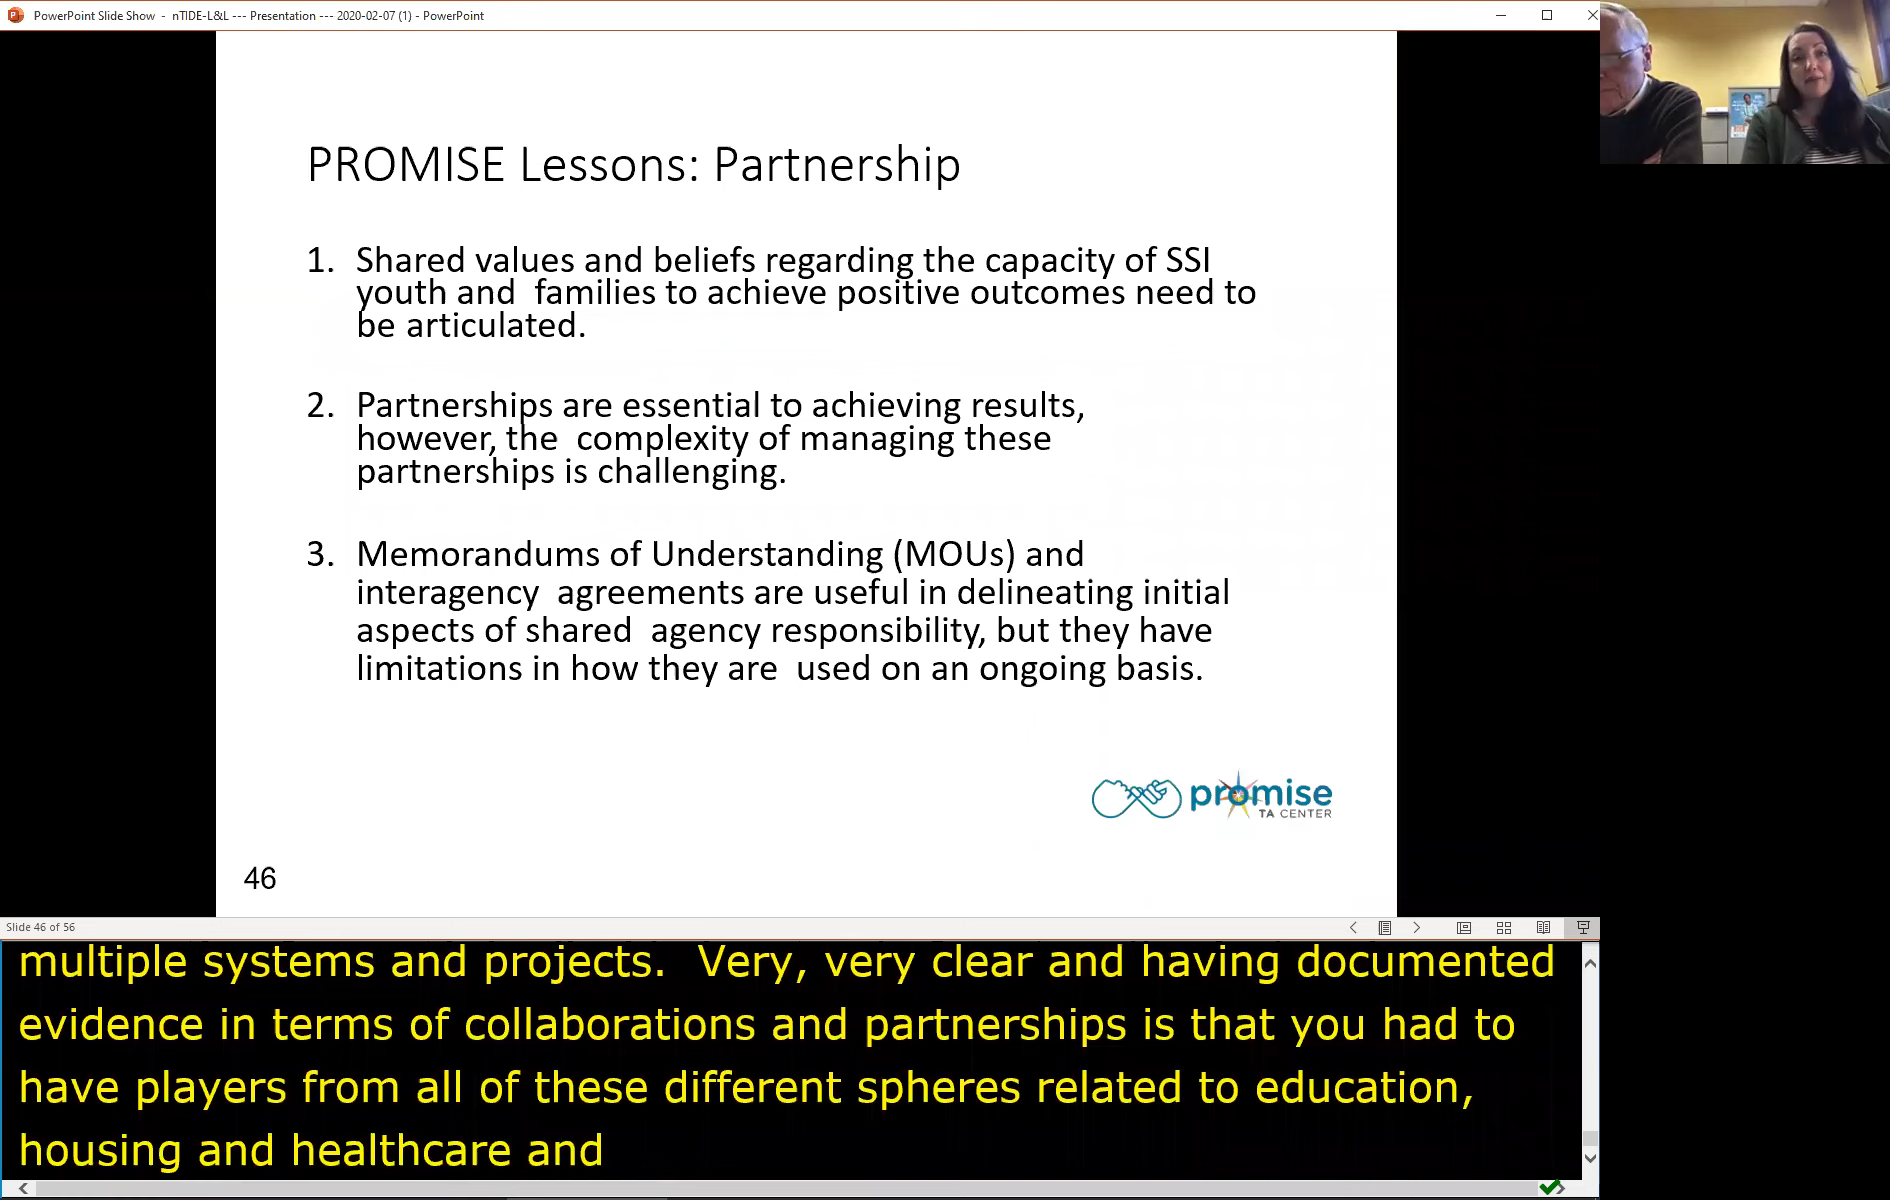 PowerPoint Slide Show - nTIDE-L&L --- Presentation --- 2020-02-07 (1) - PowerPoint
PROMISE Lessons: Partnership
1. Shared values and beliefs regarding the capacity of SSI
youth and families to achieve positive outcomes need to
be articulated.
2. Partnerships are essential to achieving results,
however, the complexity of managing these
partnerships is challenging.
3. Memorandums of Understanding (MOUs) and
interagency agreements are useful in delineating initial
aspects of shared agency responsibility, but they have
limitations in how they are used on an ongoing basis.
promise
TA CENTER
46
Slide 46 of 56
multiple systems and projects. Very, very clear and having documented
evidence in terms of collaborations and partnerships is that you had to
have players from all of these different spheres related to education,
housing and healthcare and